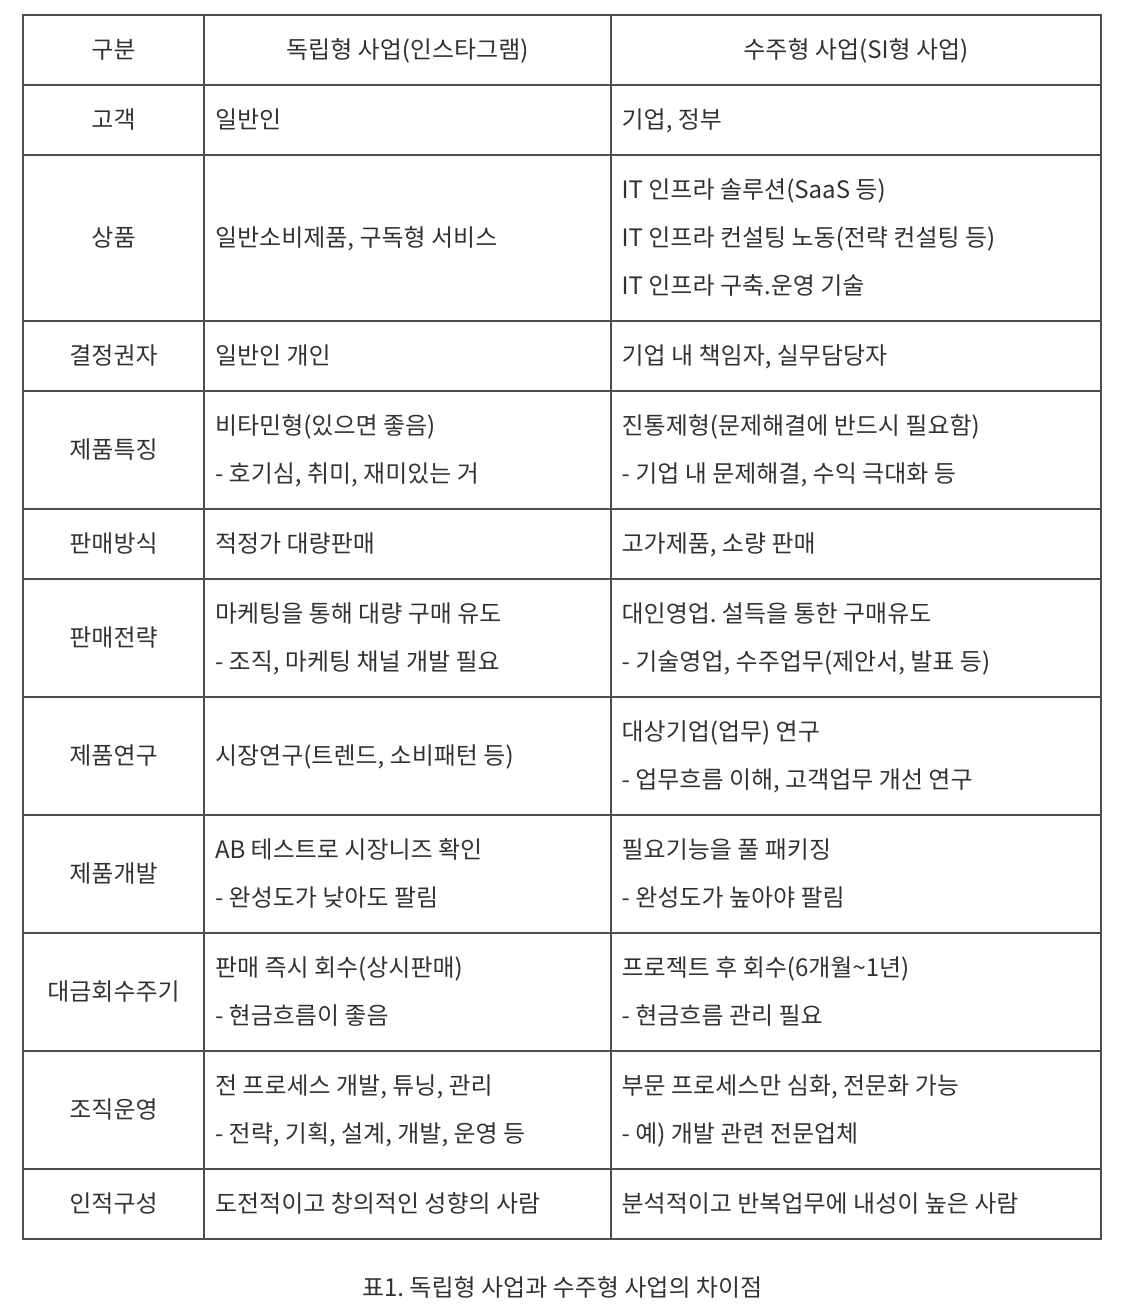 구분
독립형 사업(인스타그램)
수주형 사업(SI형 사업)
고객
일반인
기업, 정부
상품
일반소비제품, 구독형 서비스
IT 인프라 솔루션(SaaS 등)
IT 인프라 컨설팅 노동(전략 컨설팅 등)
IT 인프라 구축.운영 기술
결정권자
일반인 개인
기업 내 책임자, 실무담당자
제품특징
비타민형(있으면 좋음)
- 호기심, 취미, 재미있는 거
진통제형(문제해결에 반드시 필요함)
- 기업 내 문제해결, 수익 극대화 등
판매방식
적정가 대량판매
고가제품, 소량 판매
판매전략
마케팅을 통해 대량 구매 유도
- 조직, 마케팅 채널 개발 필요
대인영업. 설득을 통한 구매유도
- 기술영업, 수주업무(제안서, 발표 등)
제품연구
시장연구(트렌드, 소비패턴 등)
대상기업(업무) 연구
- 업무흐름 이해, 고객업무 개선 연구
제품개발
AB 테스트로 시장니즈 확인
- 완성도가 낮아도 팔림
필요기능을 풀 패키징
- 완성도가 높아야 팔림
대금회수주기
판매 즉시 회수(상시판매)
- 현금흐름이 좋음
프로젝트 후 회수(6개월~1년)
- 현금흐름 관리 필요
조직운영
전 프로세스 개발, 튜닝, 관리
- 전략, 기획, 설계, 개발, 운영 등
부문 프로세스만 심화, 전문화 가능
- 예) 개발 관련 전문업체
인적구성
도전적이고 창의적인 성향의 사람
분석적이고 반복업무에 내성이 높은 사람
표1. 독립형 사업과 수주형 사업의 차이점